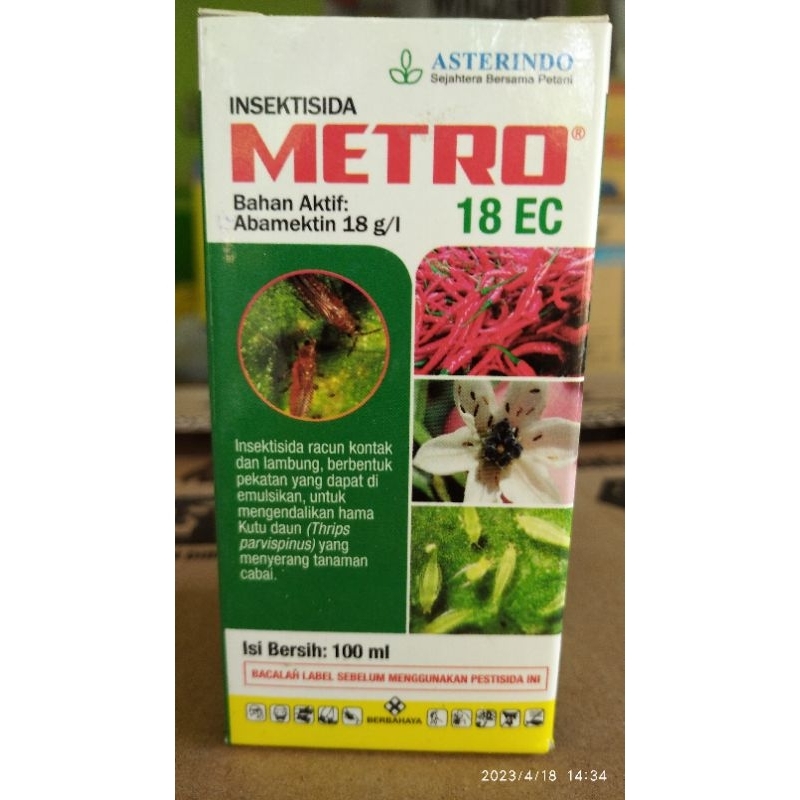 ASTERINDO
Sejahtera Bersama Petani
INSEKTISIDA
METRO®
Bahan Aktif:
Abamektin 18 g/l
18 EC
Insektisida racun kontak
dan lambung, berbentuk
pekatan yang dapat di
emulsikan, untuk
mengendalikan hama
Kutu daun (Thrips
parvispinus) yang
menyerang tanaman
cabai.
Isi Bersih: 100 ml
BACALAH LABEL SEBELUM MENGGUNAKAN PESTISIDA INI
BERBAHAYA
2023/4/18 14:34